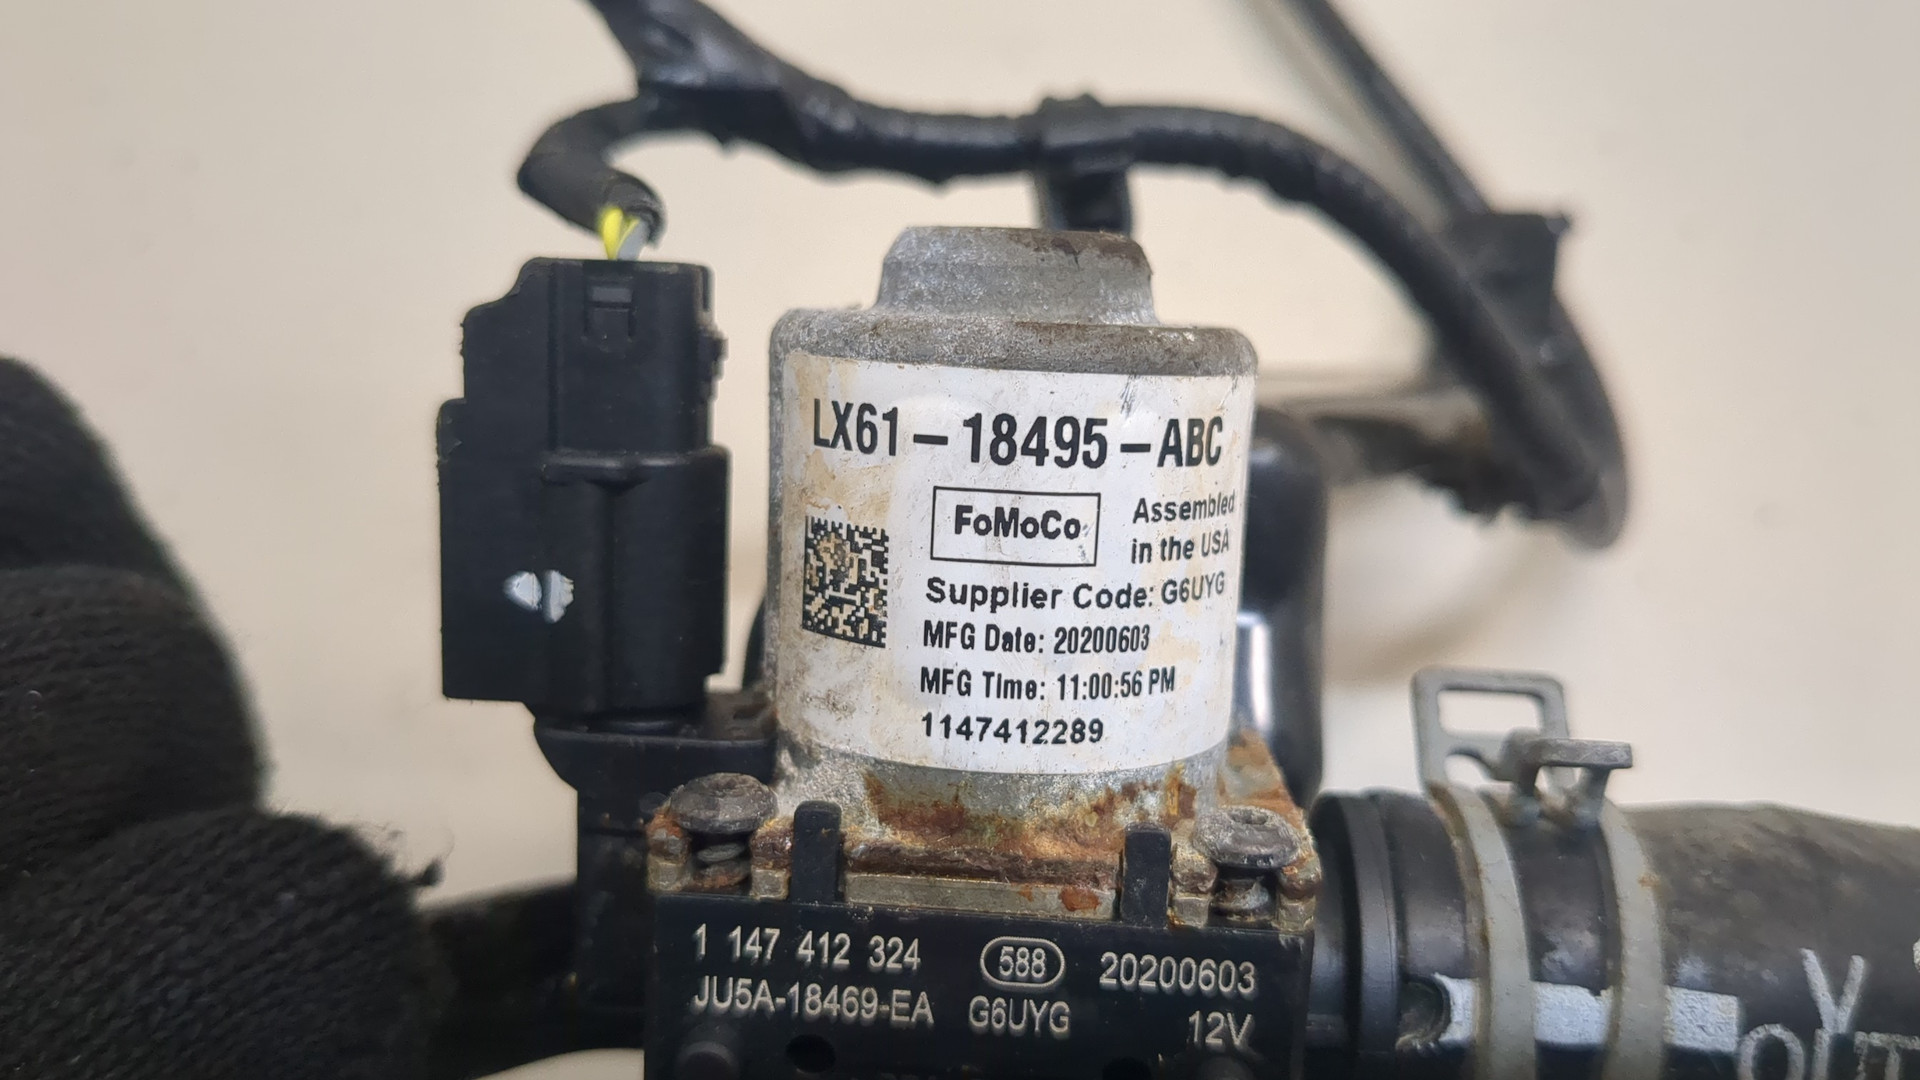 LX61-18495-ABC
FoMoCo
Assembled
in the USA
Supplier Code: G6UYG
MFG Date: 20200603
MFG Time: 11:00:56 PM
1147412289
1 147 412 324 588 20200603
JU5A-18469-EA G6UYG 12V